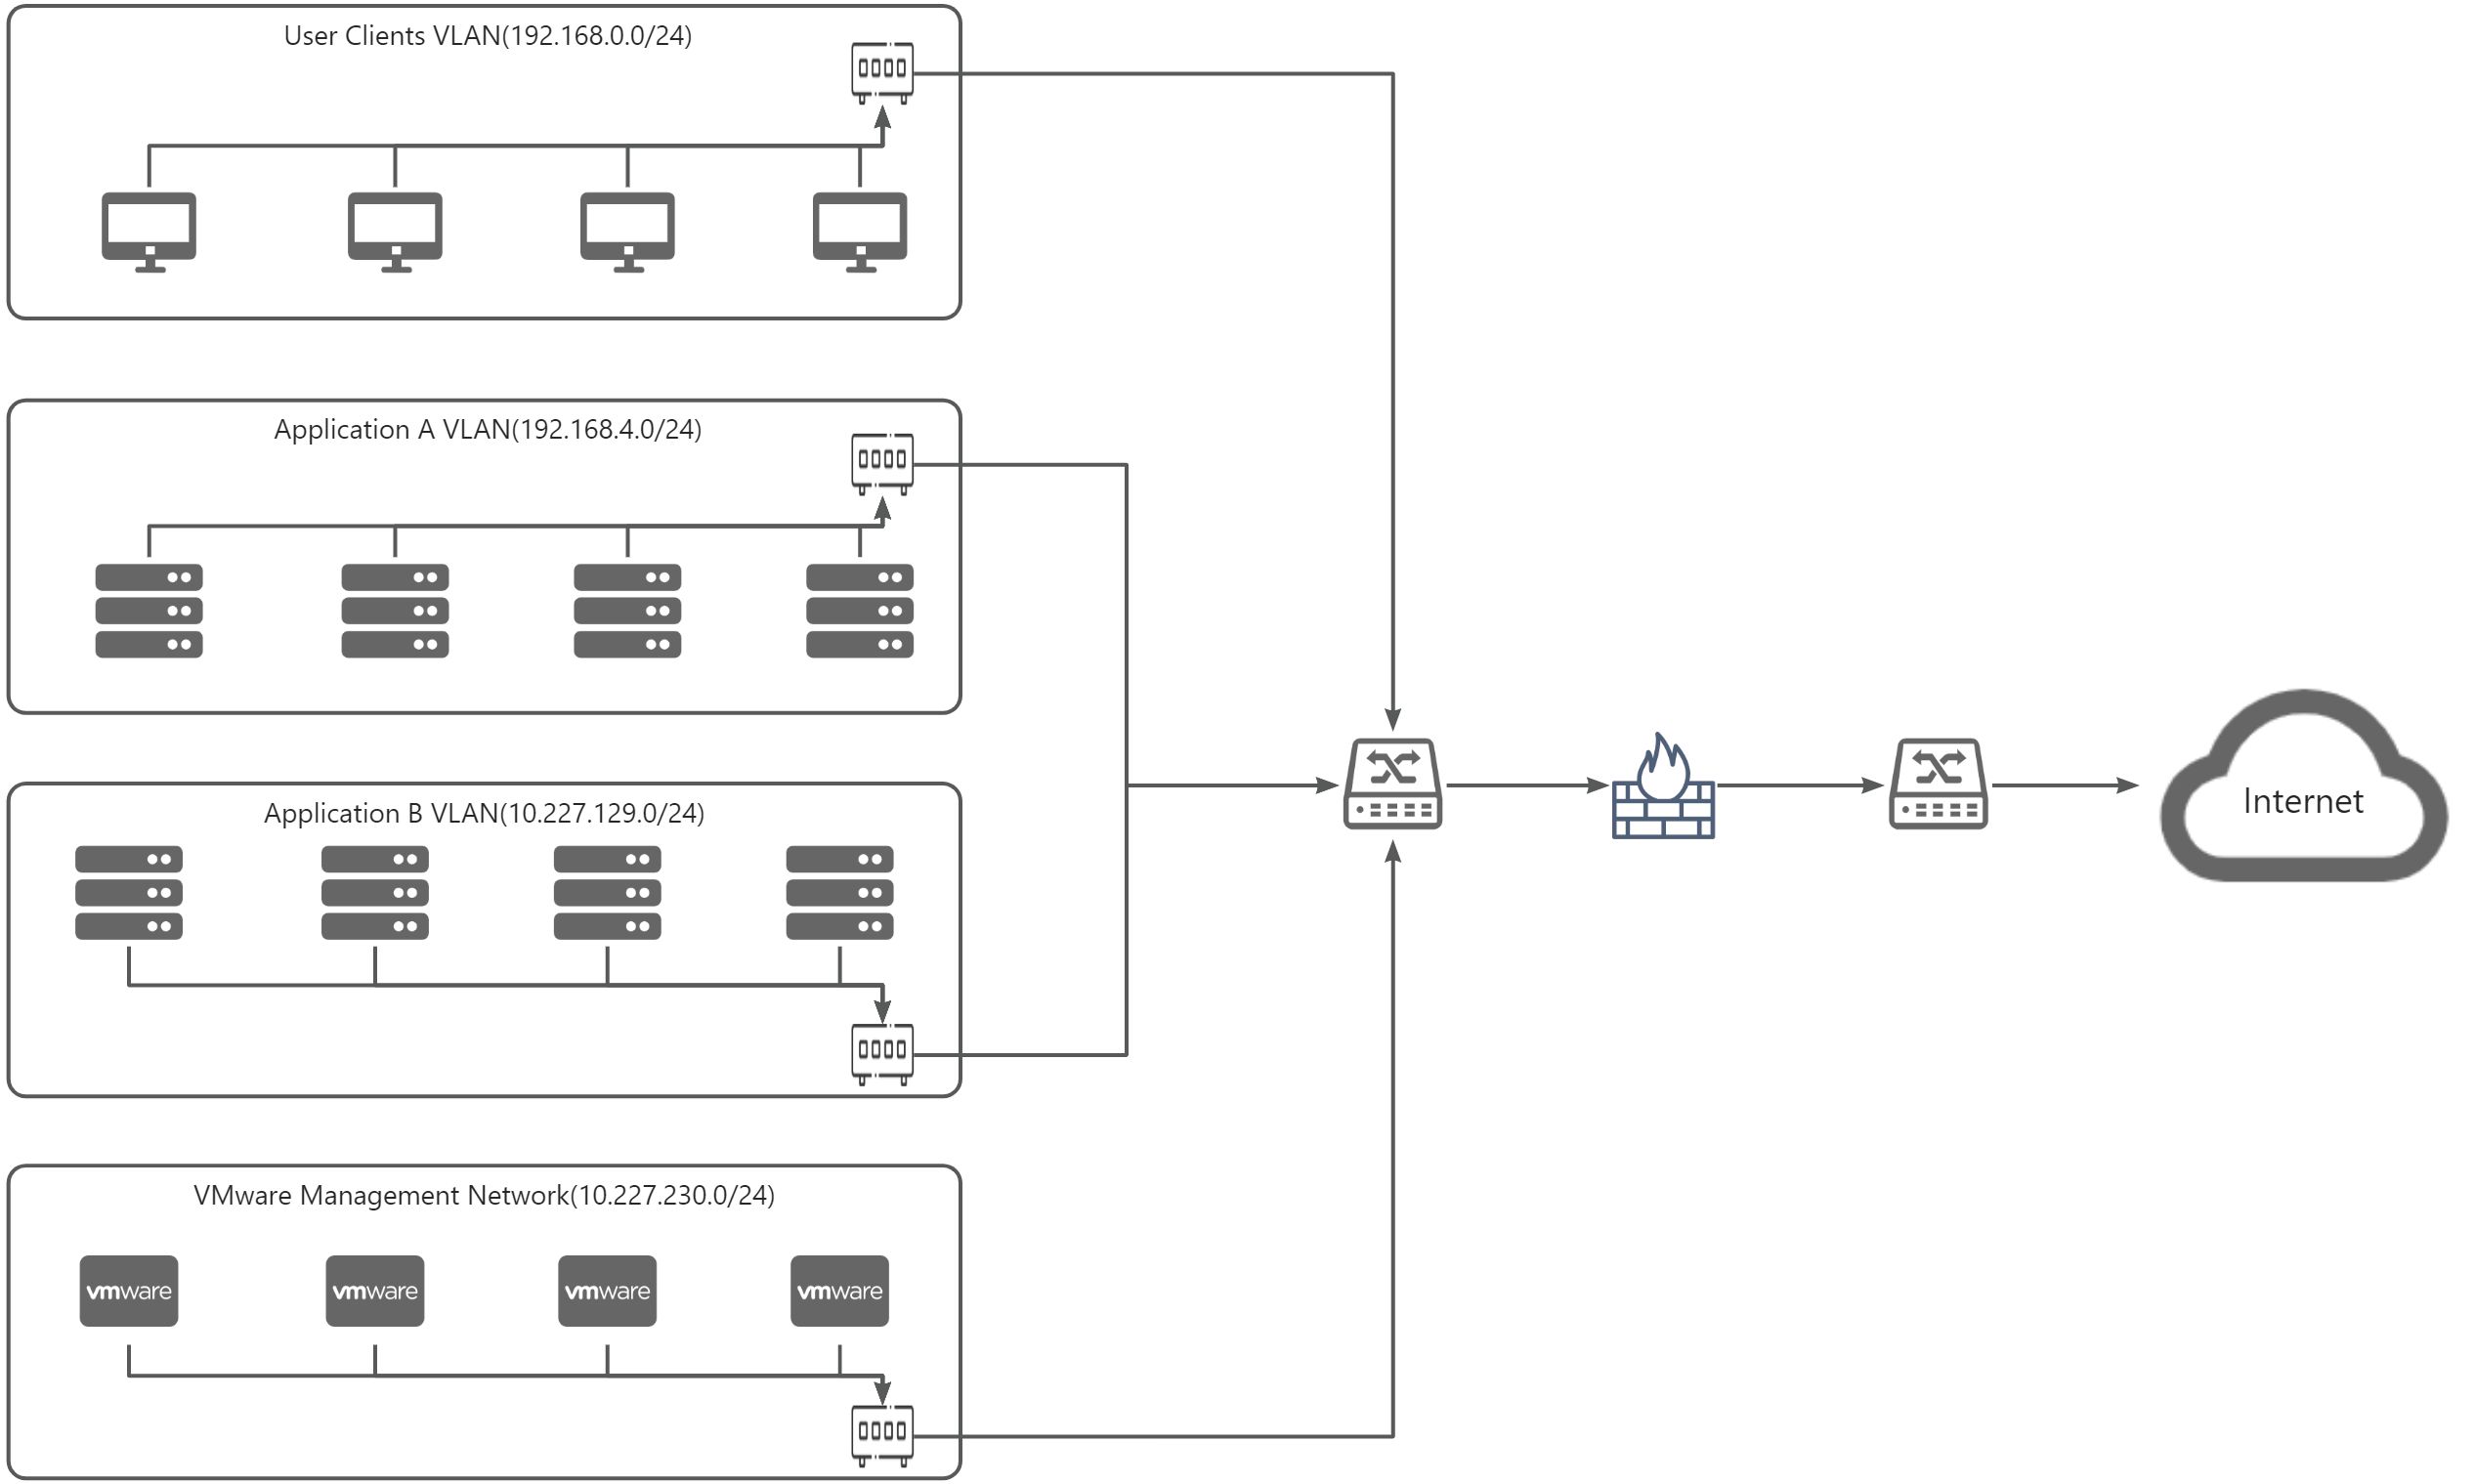 User Clients VLAN(192.168.0.0/24)
Application A VLAN(192.168.4.0/24)
Application B VLAN(10.227.129.0/24)
Internet
VMware Management Network(10.227.230.0/24)
vmware
vmware
vmware
vmware